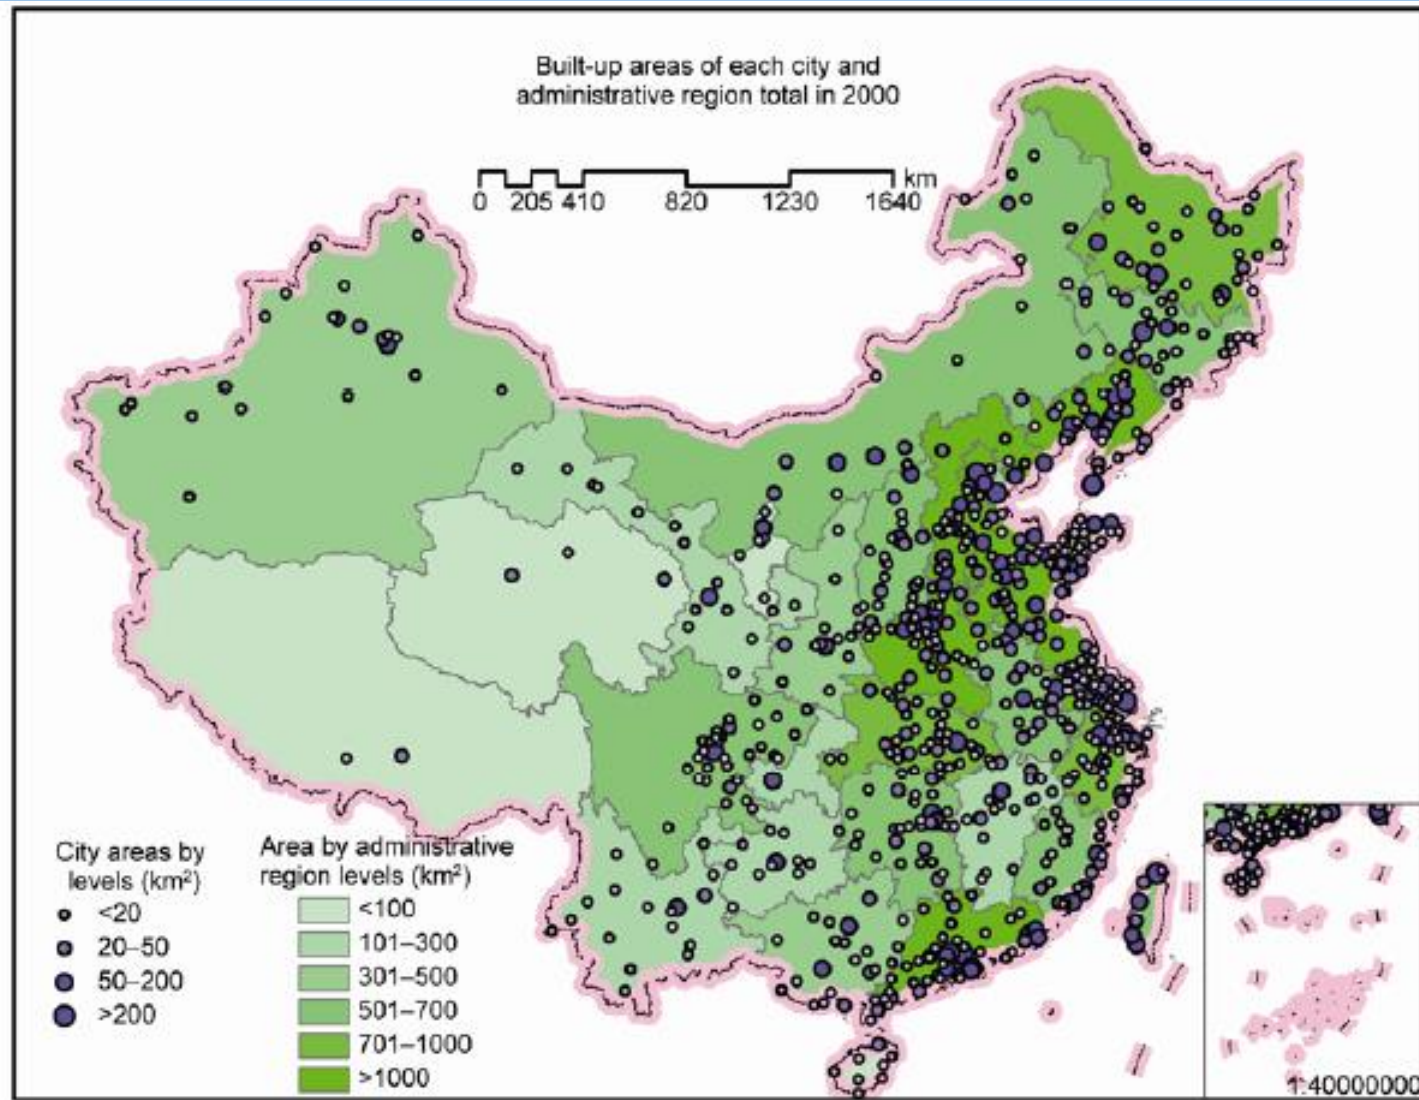 Built-up areas of each city and
administrative region total in 2000
km
0 205 410 820 1230 1640
City areas by
levels (km²)
<20
20–50
50–200
>200
Area by administrative
region levels (km²)
<100
101–300
301–500
501–700
701–1000
>1000
1:40000000